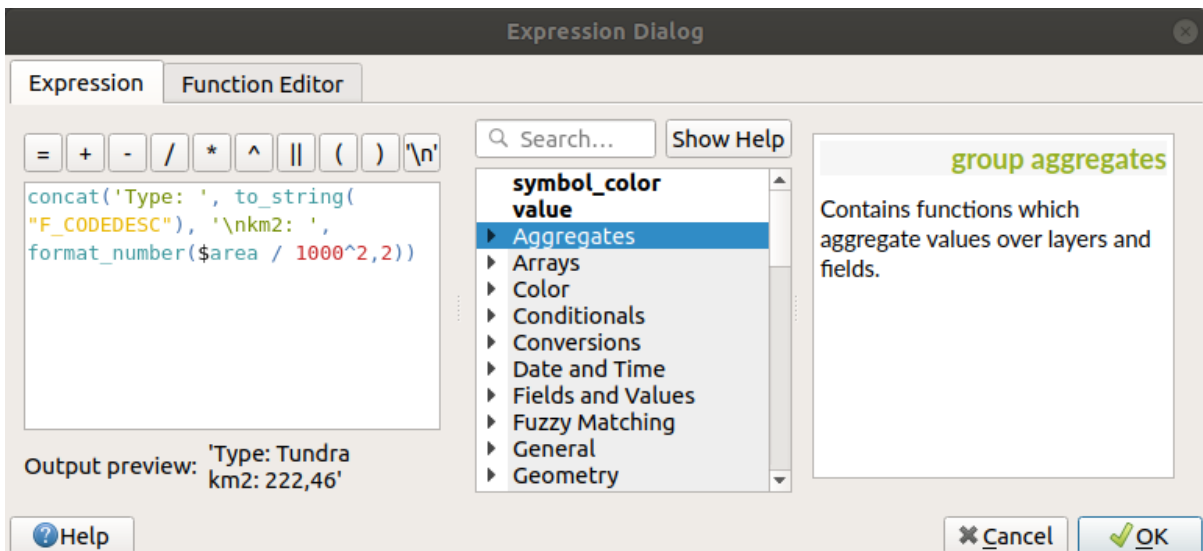 Expression Dialog
Expression
Function Editor
= + - / * ^ || ( ) '\n'
concat('Type: ', to_string(
"F_CODEDESC"), '\nkm2: ',
format_number($area / 1000^2,2))
Output preview: 'Type: Tundra
km2: 222,46'
Search...
Show Help
symbol_color
value
Aggregates
Arrays
Color
Conditionals
Conversions
Date and Time
Fields and Values
Fuzzy Matching
General
Geometry
group aggregates
Contains functions which
aggregate values over layers and
fields.
Help
Cancel
OK